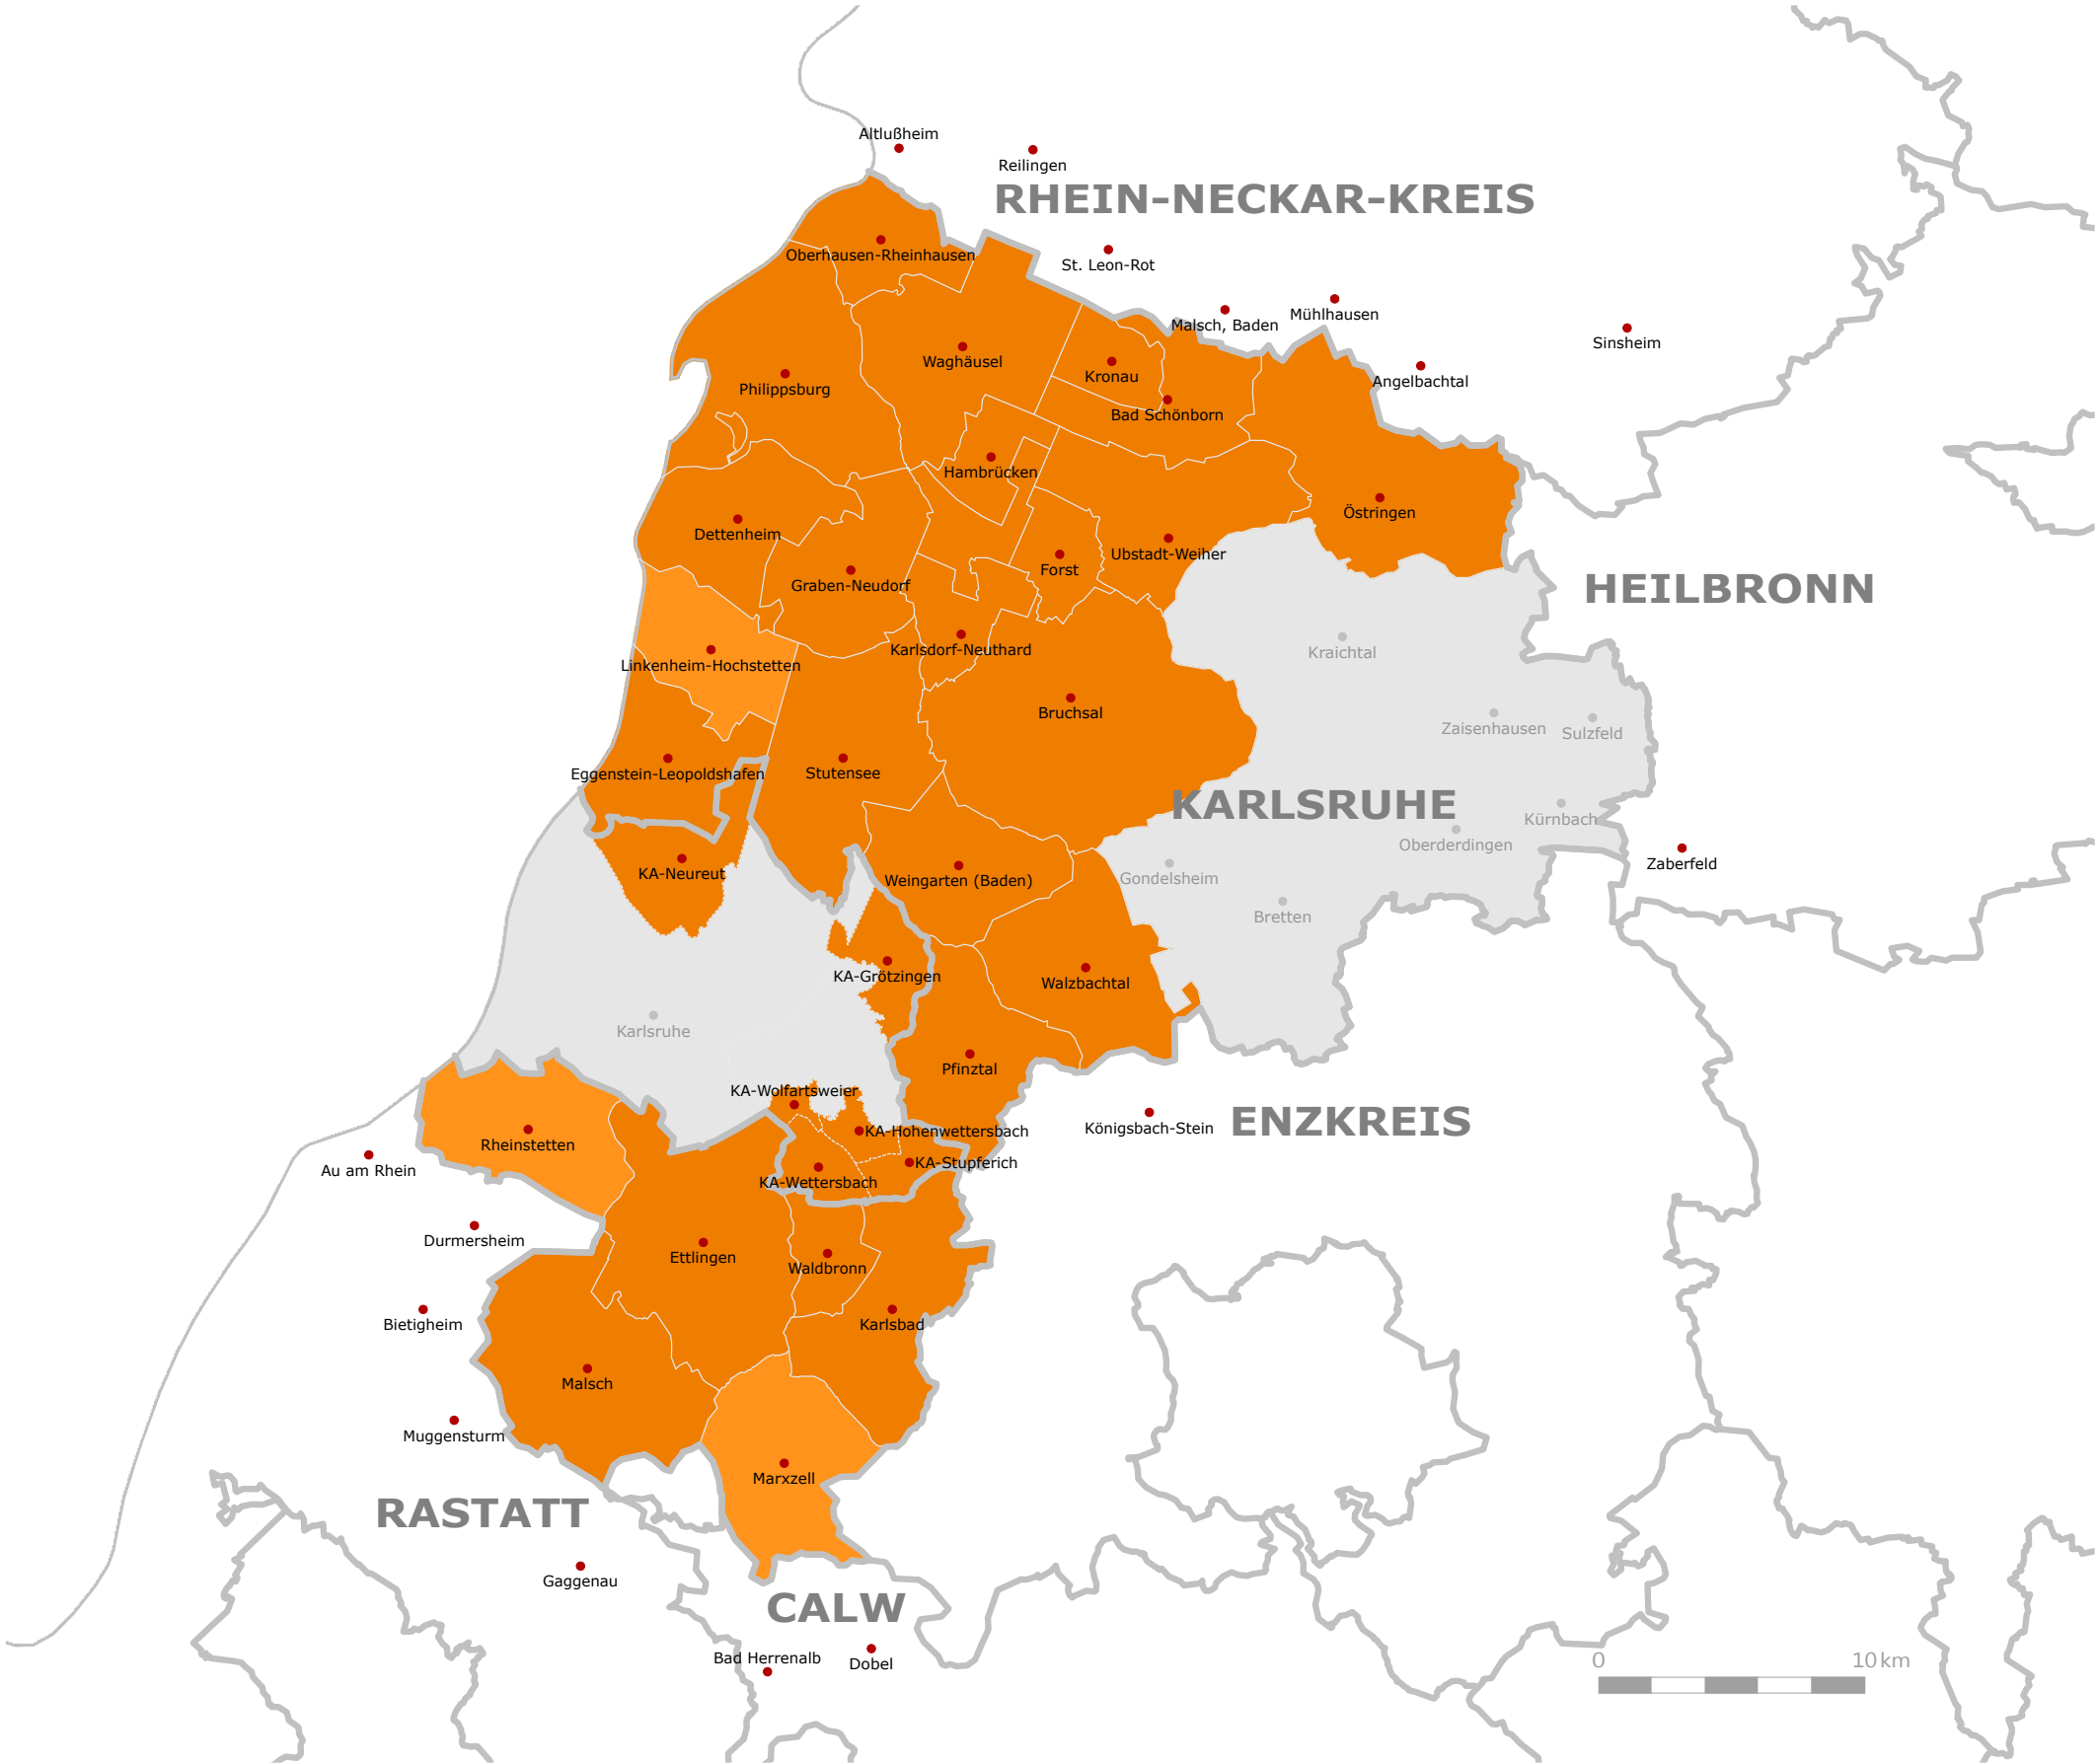 Altlußheim
Reilingen
RHEIN-NECKAR-KREIS
Oberhausen-Rheinhausen
St. Leon-Rot
Malsch, Baden
Mühlhausen
Sinsheim
Waghäusel
Kronau
Angelbachtal
Philippsburg
Bad Schönborn
Hambrücken
Östringen
Dettenheim
Ubstadt-Weiher
Forst
Graben-Neudorf
HEILBRONN
Karlsdorf-Neuthard
Kraichtal
Linkenheim-Hochstetten
Bruchsal
Zaisenhausen
Sulzfeld
Eggenstein-Leopoldshafen
Stutensee
KARLSRUHE
Kürnbach
Oberderdingen
Zaberfeld
KA-Neureut
Weingarten (Baden)
Gondelsheim
Bretten
KA-Grötzingen
Walzbachtal
Karlsruhe
Pfinztal
KA-Wolfartsweier
ENZKREIS
Königsbach-Stein
KA-Hohenwettersbach
Rheinstetten
KA-Stupferich
Au am Rhein
KA-Wettersbach
Durmersheim
Ettlingen
Waldbronn
Bietigheim
Karlsbad
Malsch
Muggensturm
Marxzell
RASTATT
Gaggenau
CALW
Bad Herrenalb
Dobel
0
10 km